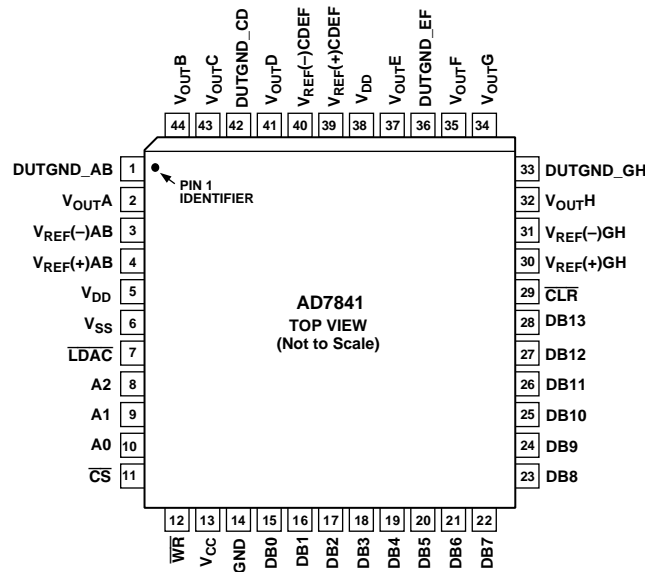 VOUTB
VOUTC
DUTGND_CD
VOUTD
VREF(–)CDEF
VREF(+)CDEF
VDD
VOUTE
DUTGND_EF
VOUTF
VOUTG
44 43 42 41 40 39 38 37 36 35 34
DUTGND_AB 1
VOUTA 2
VREF(–)AB 3
VREF(+)AB 4
VDD 5
VSS 6
LDAC 7
A2 8
A1 9
A0 10
CS 11
PIN 1
IDENTIFIER
AD7841
TOP VIEW
(Not to Scale)
33 DUTGND_GH
32 VOUTH
31 VREF(–)GH
30 VREF(+)GH
29 CLR
28 DB13
27 DB12
26 DB11
25 DB10
24 DB9
23 DB8
12 13 14 15 16 17 18 19 20 21 22
WR
VCC
GND
DB0
DB1
DB2
DB3
DB4
DB5
DB6
DB7